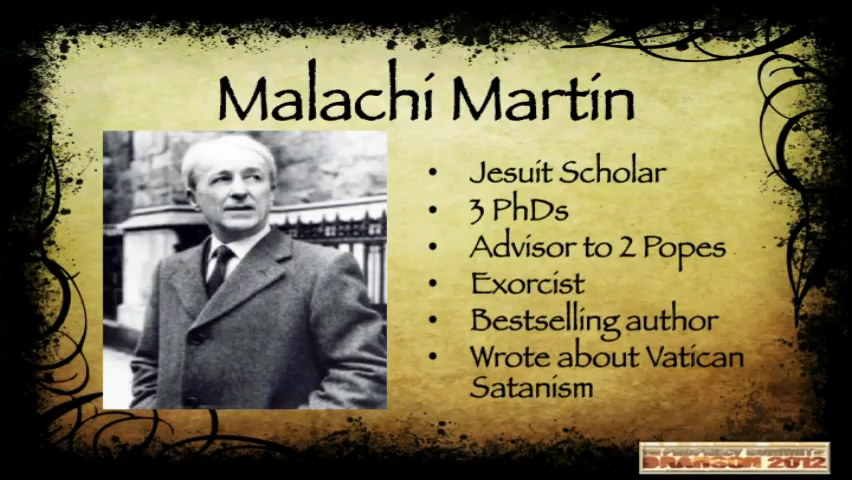 Malachi Martin
• Jesuit Scholar
• 3 PhDs
• Advisor to 2 Popes
• Exorcist
• Bestselling author
• Wrote about Vatican
Satanism
BRANSON 2012